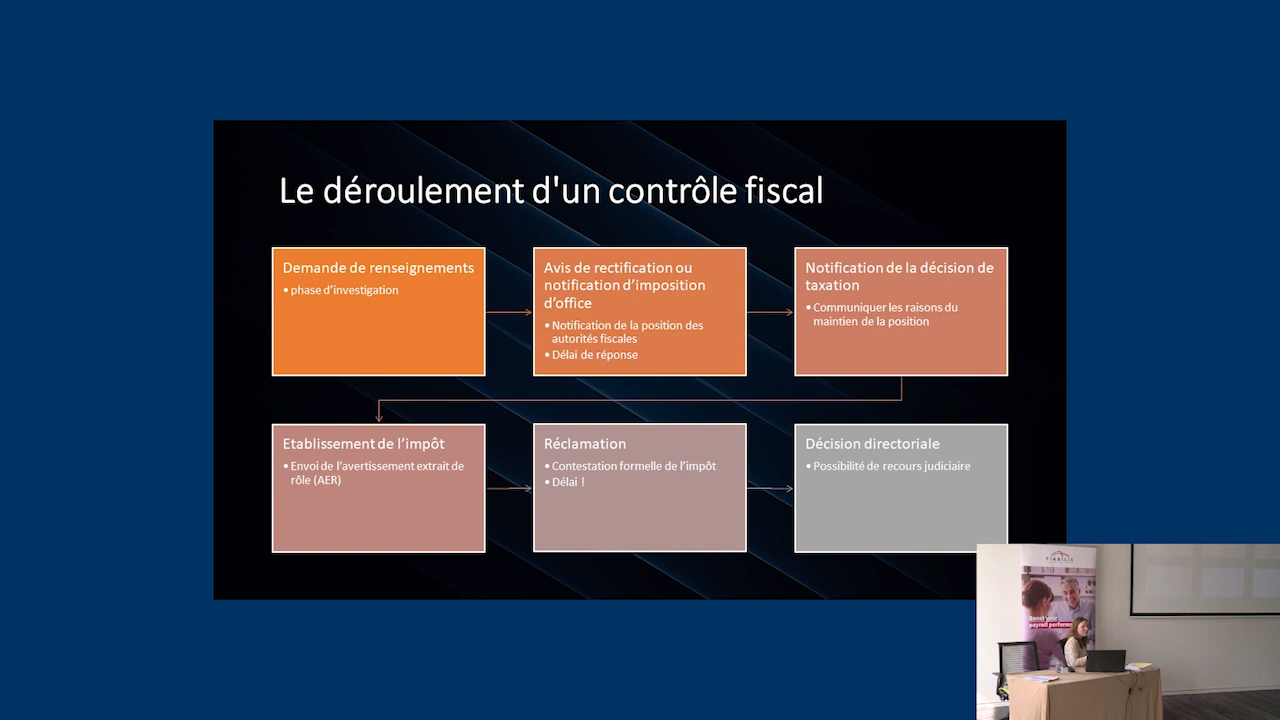 Le déroulement d'un contrôle fiscal
Demande de renseignements
• phase d'investigation
Avis de rectification ou
notification d'imposition
d'office
• Notification de la position des
autorités fiscales
• Délai de réponse
Notification de la décision de
taxation
• Communiquer les raisons du
maintien de la position
Etablissement de l'impôt
• Envoi de l'avertissement extrait de
rôle (AER)
Réclamation
• Contestation formelle de l'impôt
• Délai !
Décision directoriale
• Possibilité de recours judiciaire
Boost your
payroll